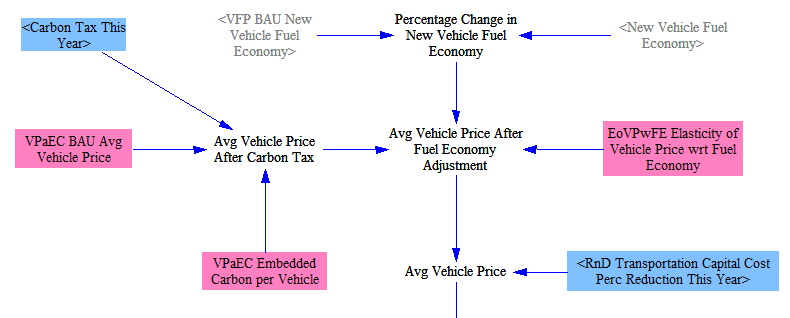 <Carbon Tax This
Year>
<VFP BAU New
Vehicle Fuel
Economy>
Percentage Change in
New Vehicle Fuel
Economy
<New Vehicle Fuel
Economy>
VPaEC BAU Avg
Vehicle Price
Avg Vehicle Price
After Carbon Tax
Avg Vehicle Price After
Fuel Economy
Adjustment
EoVPwFE Elasticity of
Vehicle Price wrt Fuel
Economy
VPaEC Embedded
Carbon per Vehicle
Avg Vehicle Price
<RnD Transportation Capital Cost
Perc Reduction This Year>